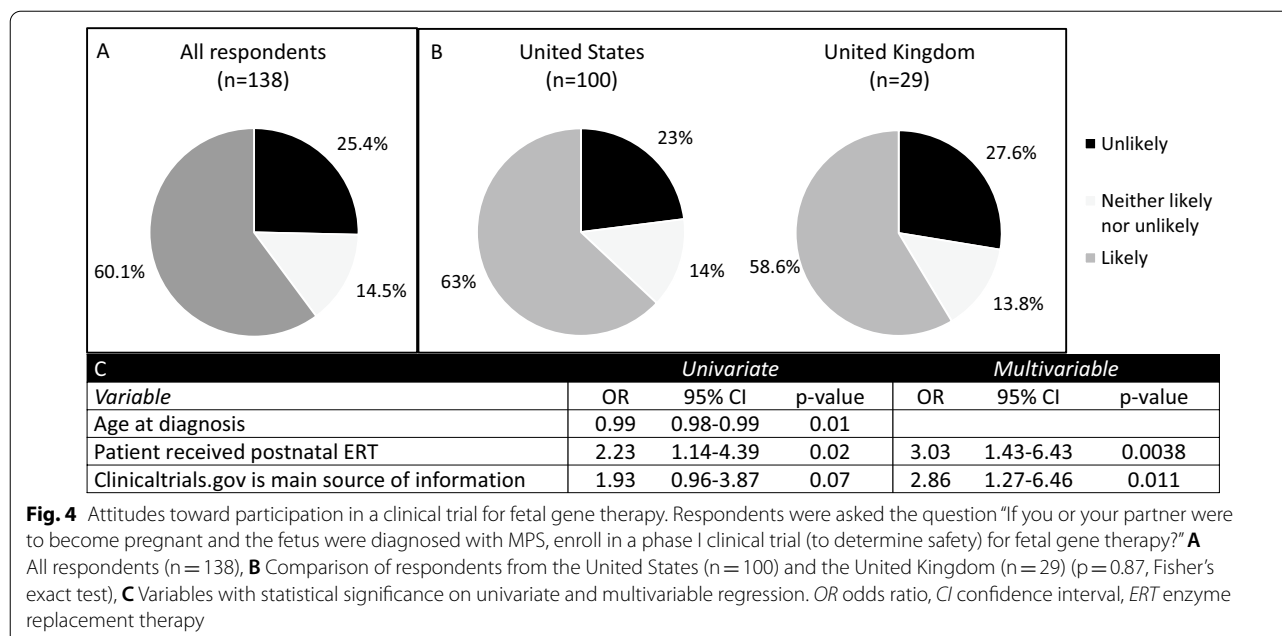 A
All respondents
(n=138)
25.4%
60.1%
14.5%
B
United States
(n=100)
23%
63%
14%
United Kingdom
(n=29)
27.6%
58.6%
13.8%
Unlikely
Neither likely
nor unlikely
Likely
C Univariate Multivariable
Variable OR 95% CI p-value OR 95% CI p-value
Age at diagnosis 0.99 0.98-0.99 0.01
Patient received postnatal ERT 2.23 1.14-4.39 0.02 3.03 1.43-6.43 0.0038
Clinicaltrials.gov is main source of information 1.93 0.96-3.87 0.07 2.86 1.27-6.46 0.011
Fig. 4 Attitudes toward participation in a clinical trial for fetal gene therapy. Respondents were asked the question “If you or your partner were
to become pregnant and the fetus were diagnosed with MPS, enroll in a phase I clinical trial (to determine safety) for fetal gene therapy?” A
All respondents (n = 138), B Comparison of respondents from the United States (n = 100) and the United Kingdom (n = 29) (p = 0.87, Fisher’s
exact test), C Variables with statistical significance on univariate and multivariable regression. OR odds ratio, CI confidence interval, ERT enzyme
replacement therapy